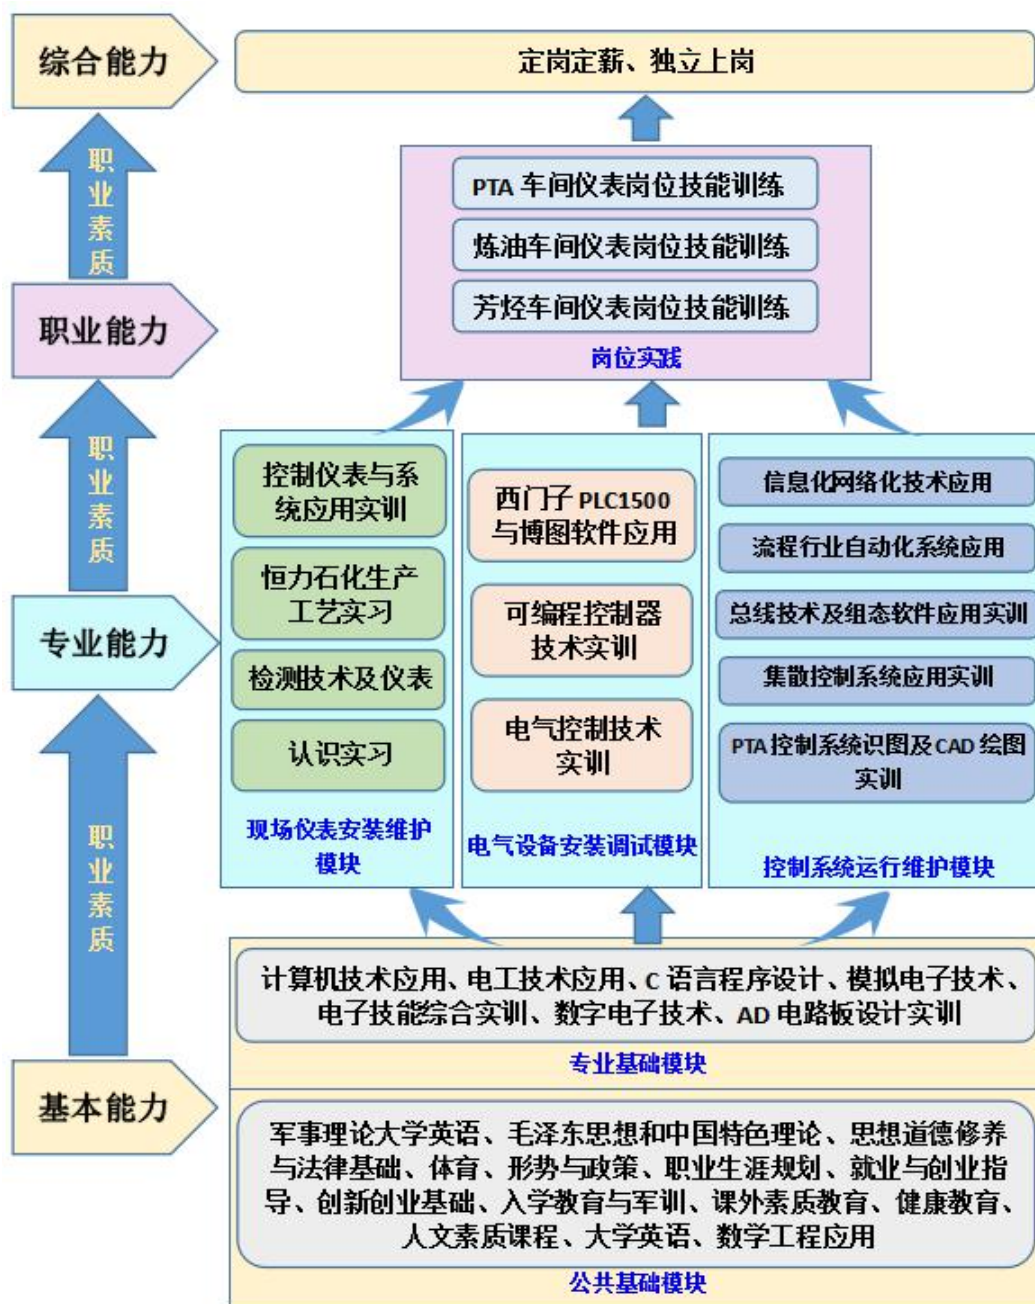 综合能力
定岗定薪、独立上岗
职业素质
PTA 车间仪表岗位技能训练
炼油车间仪表岗位技能训练
芳烃车间仪表岗位技能训练
岗位实践
职业能力
职业素质
控制仪表与系
统应用实训
恒力石化生产
工艺实习
检测技术及仪表
认识实习
现场仪表安装维护
模块
西门子 PLC1500
与博图软件应用
可编程控制器
技术实训
电气控制技术
实训
电气设备安装调试模块
信息化网络化技术应用
流程行业自动化系统应用
总线技术及组态软件应用实训
集散控制系统应用实训
PTA 控制系统识图及 CAD 绘图
实训
控制系统运行维护模块
专业能力
职业素质
计算机技术应用、电工技术应用、C 语言程序设计、模拟电子技术、
电子技能综合实训、数字电子技术、AD 电路板设计实训
专业基础模块
基本能力
军事理论大学英语、毛泽东思想和中国特色理论、思想道德修养
与法律基础、体育、形势与政策、职业生涯规划、就业与创业指
导、创新创业基础、入学教育与军训、课外素质教育、健康教育、
人文素质课程、大学英语、数学工程应用
公共基础模块